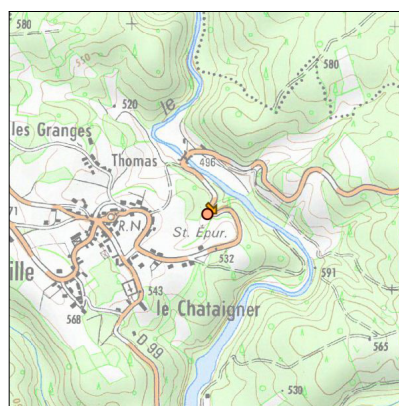 580
550
580
520
le
les Granges
Thomas
496
71
R.N
St. Épur.
ille
532
591
543
le Chataigner
568
D 99
565
530